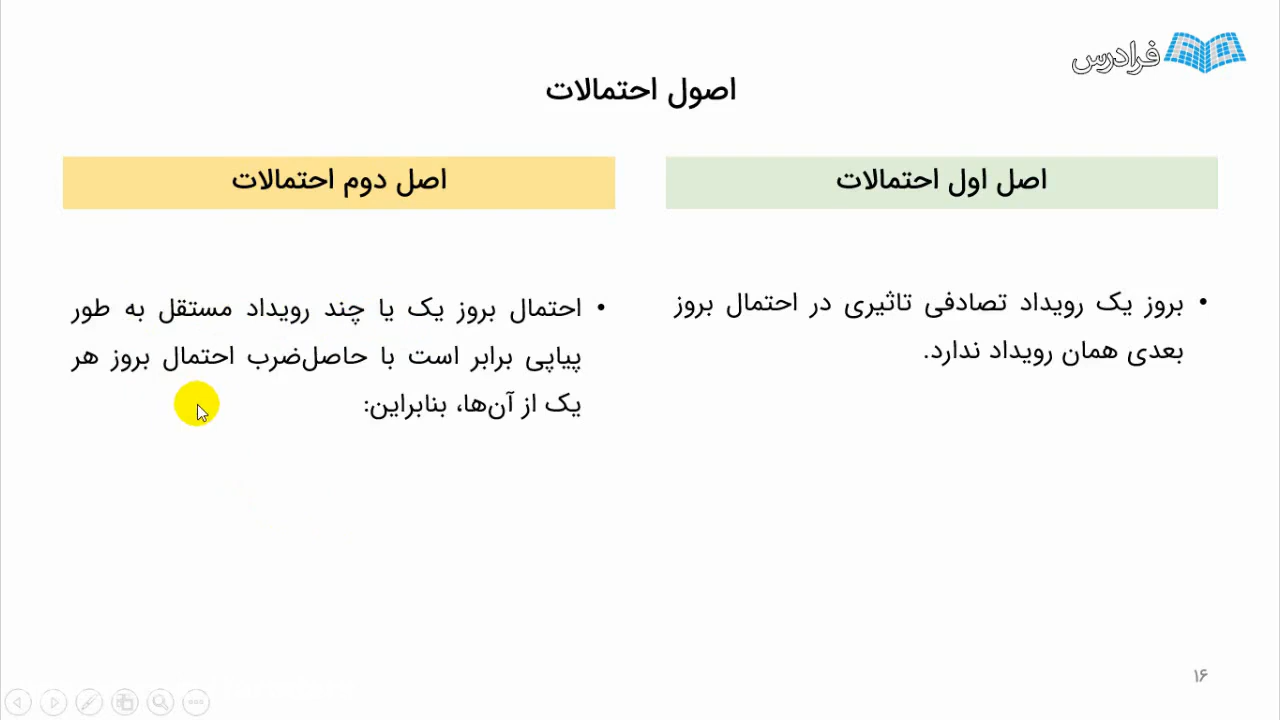 فرادرس
اصول احتمالات
اصل اول احتمالات
• بروز یک رویداد تصادفی تاثیری در احتمال بروز
بعدی همان رویداد ندارد.
اصل دوم احتمالات
• احتمال بروز یک یا چند رویداد مستقل به طور
پیاپی برابر است با حاصل‌ضرب احتمال بروز هر
یک از آن‌ها، بنابراین:
۱۶